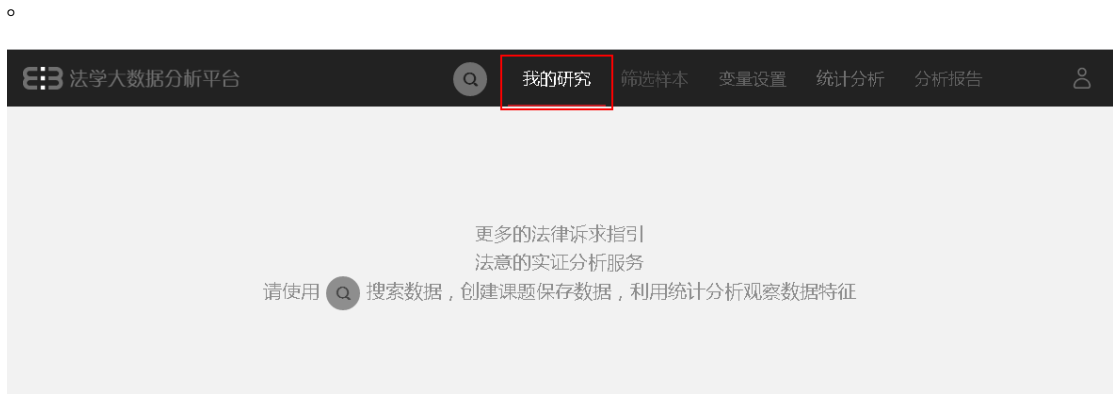 。
法学大数据分析平台 我的研究 筛选样本 变量设置 统计分析 分析报告
更多的法律诉求指引
法意的实证分析服务
请使用 搜索数据，创建课题保存数据，利用统计分析观察数据特征